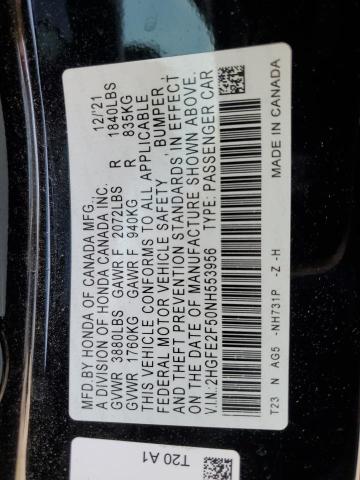 MFD.BY HONDA OF CANADA MFG.,
A DIVISION OF HONDA CANADA INC. 12/'21
GVWR 3880LBS GAWR F 2072LBS R 1840LBS
GVWR 1760KG GAWR F 940KG R 835KG
THIS VEHICLE CONFORMS TO ALL APPLICABLE
FEDERAL MOTOR VEHICLE SAFETY, BUMPER,
AND THEFT PREVENTION STANDARDS IN EFFECT
ON THE DATE OF MANUFACTURE SHOWN ABOVE.
V.I.N.:2HGFE2F50NH553956 TYPE:PASSENGER CAR
T23 N AG5 -NH731P -Z -H MADE IN CANADA
T20 A1